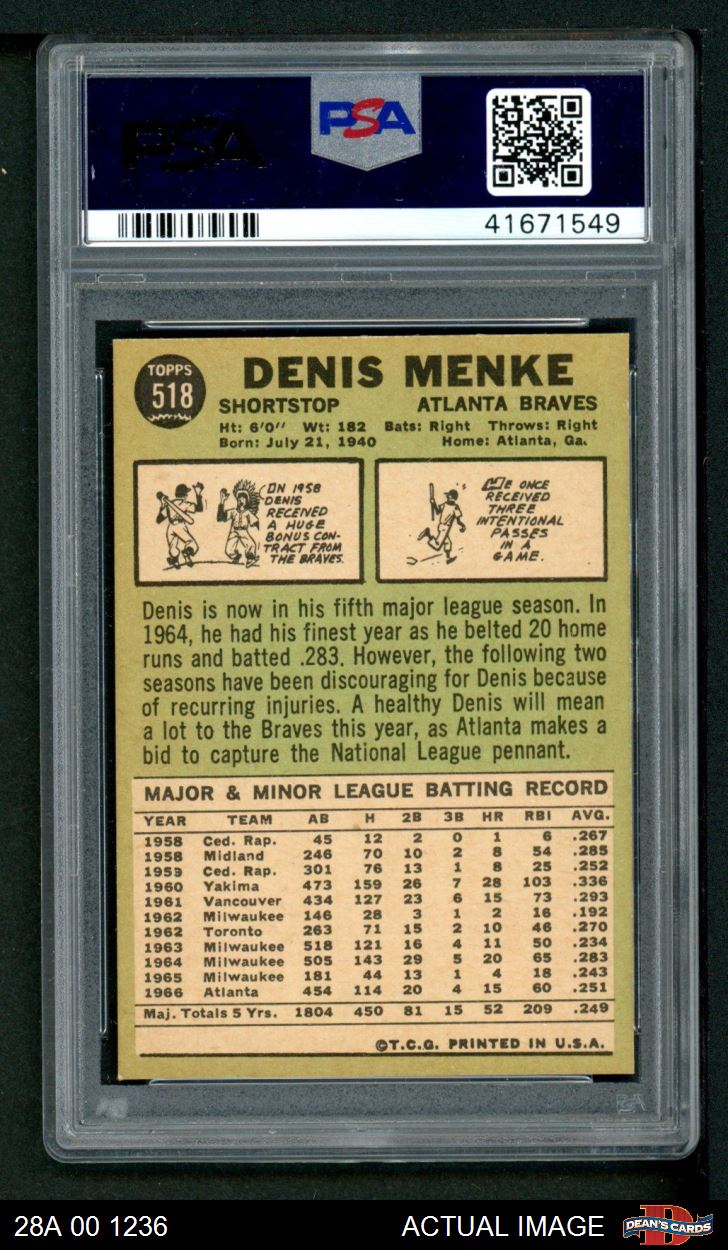 PSA
PSA
41671549
TOPPS
518
DENIS MENKE
SHORTSTOP ATLANTA BRAVES
Ht: 6'0" Wt: 182 Bats: Right Throws: Right
Born: July 21, 1940 Home: Atlanta, Ga.
ON 1958
DENIS
RECEIVED
A HUGE
BONUS CON-
TRACT FROM
THE BRAVES.
HE ONCE
RECEIVED
THREE
INTENTIONAL
PASSES
IN A
GAME.
Denis is now in his fifth major league season. In
1964, he had his finest year as he belted 20 home
runs and batted .283. However, the following two
seasons have been discouraging for Denis because
of recurring injuries. A healthy Denis will mean
a lot to the Braves this year, as Atlanta makes a
bid to capture the National League pennant.
MAJOR & MINOR LEAGUE BATTING RECORD
YEAR TEAM AB H 2B 3B HR RBI AVG.
1958 Ced. Rap. 45 12 2 0 1 6 .267
1958 Midland 246 70 10 2 8 54 .285
1959 Ced. Rap. 301 76 13 1 8 25 .252
1960 Yakima 473 159 26 7 28 103 .336
1961 Vancouver 434 127 23 6 15 73 .293
1962 Milwaukee 146 28 3 1 2 16 .192
1962 Toronto 263 71 15 2 10 46 .270
1963 Milwaukee 518 121 16 4 11 50 .234
1964 Milwaukee 505 143 29 5 20 65 .283
1965 Milwaukee 181 44 13 1 4 18 .243
1966 Atlanta 454 114 20 4 15 60 .251
Maj. Totals 5 Yrs. 1804 450 81 15 52 209 .249
©T.C.G. PRINTED IN U.S.A.
28A 00 1236 ACTUAL IMAGE DEAN'S CARDS